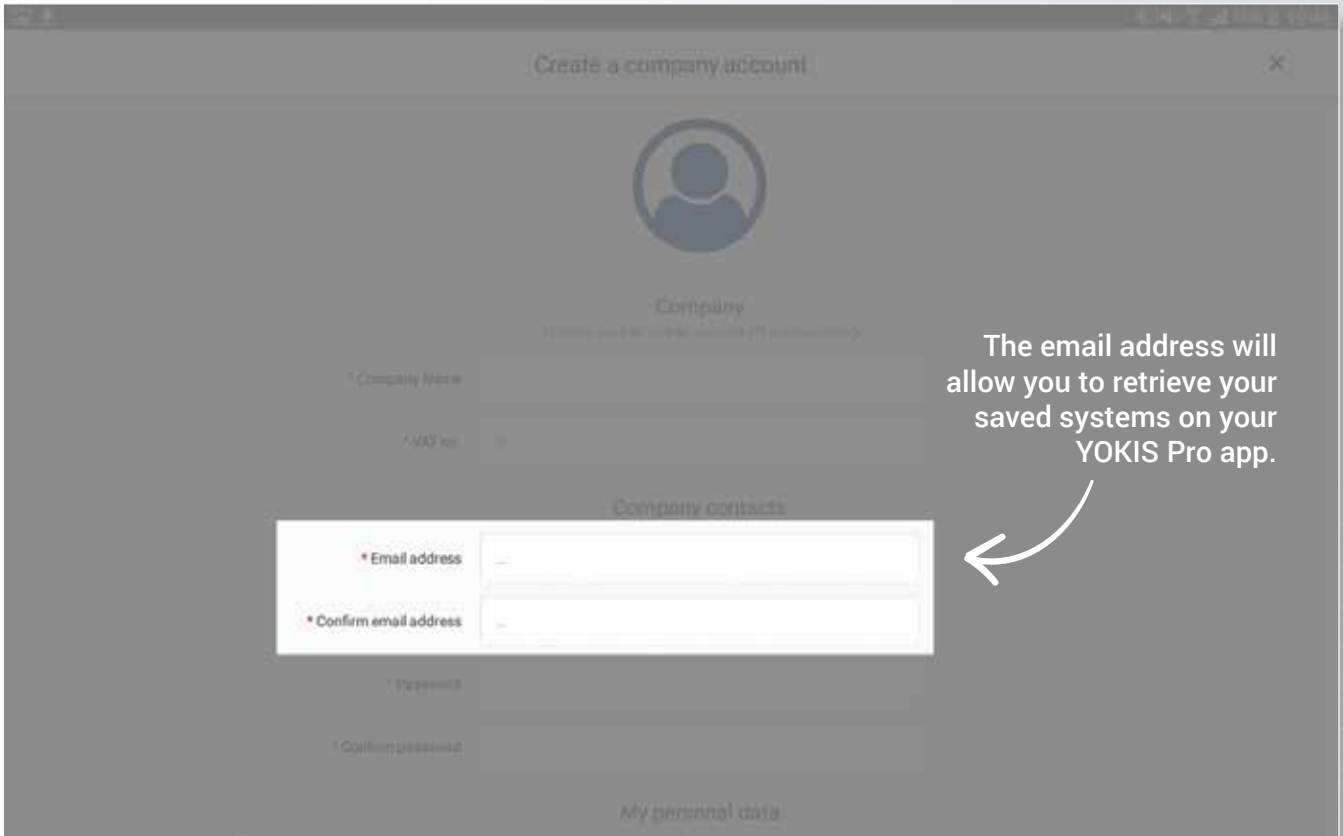 Create a company account
Company
The email address will
allow you to retrieve your
saved systems on your
YOKIS Pro app.
* Company Name
* VAT no.
Company contacts
* Email address
...
* Confirm email address
...
* Password
* Confirm password
My personal data